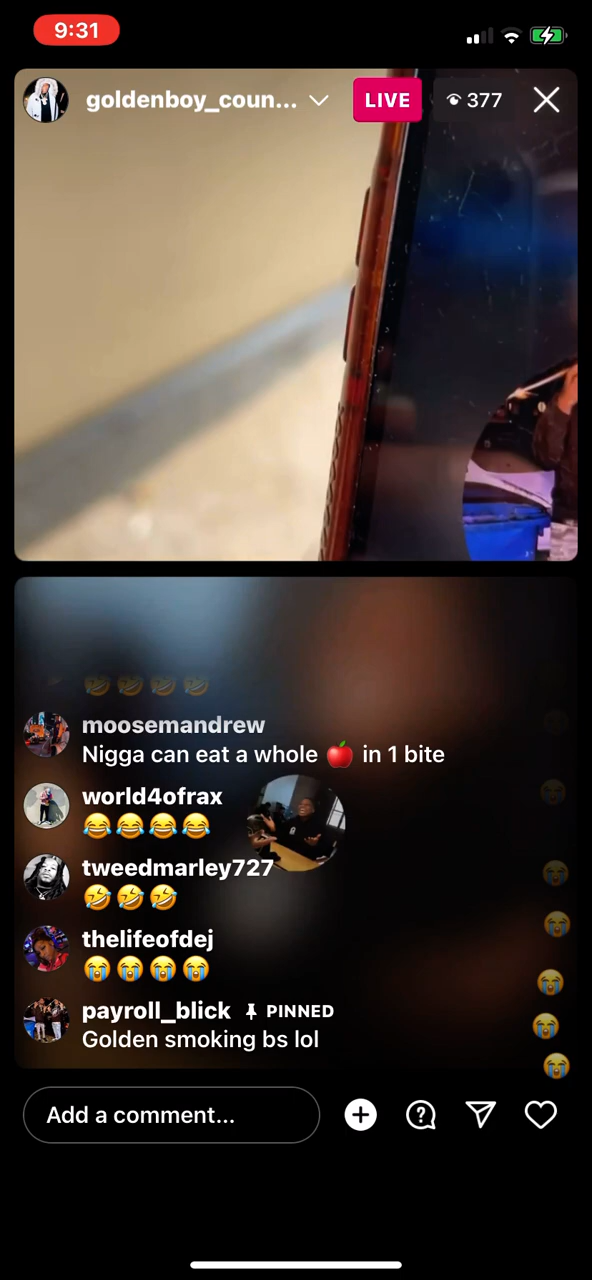 9:31
goldenboy_coun... LIVE 377
🤣🤣🤣🤣
moosemandrew
Nigga can eat a whole 🍎 in 1 bite
world4ofrax
😂😂😂😂
tweedmarley727
🤣🤣🤣
thelifeofdej
😭😭😭😭
payroll_blick PINNED
Golden smoking bs lol
Add a comment...